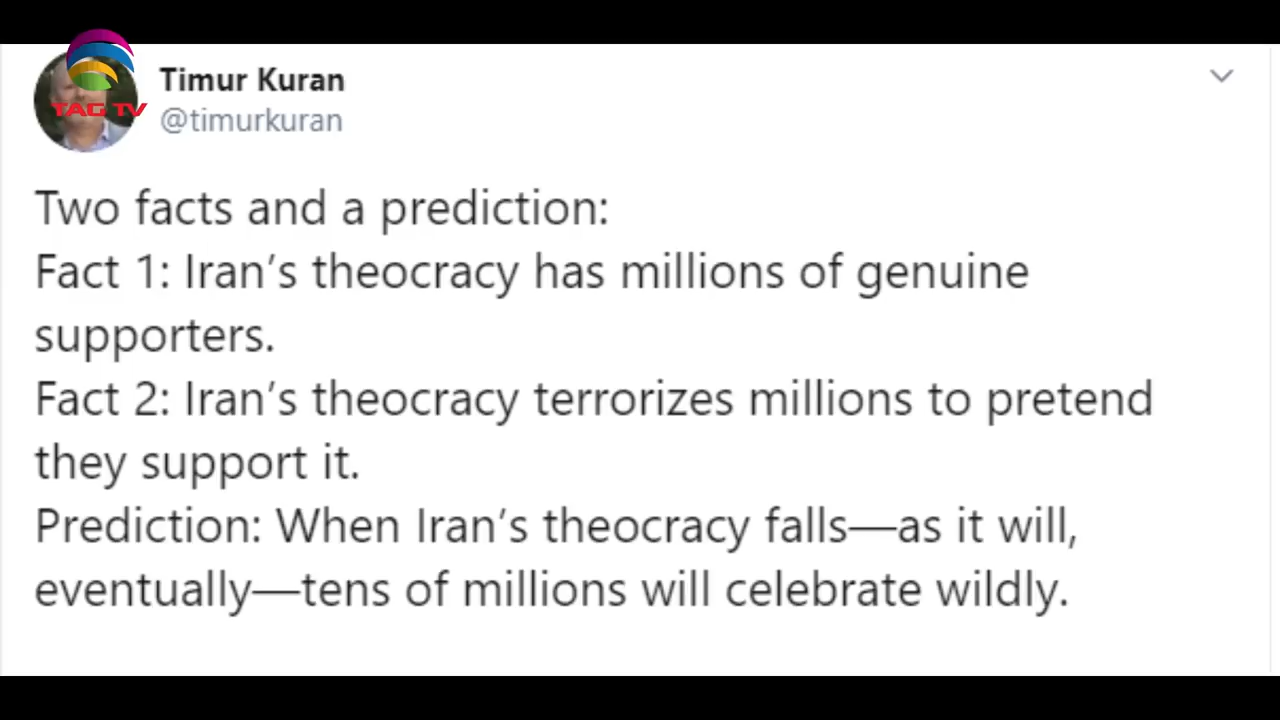 TAG TV
Timur Kuran
@timurkuran
Two facts and a prediction:
Fact 1: Iran’s theocracy has millions of genuine
supporters.
Fact 2: Iran’s theocracy terrorizes millions to pretend
they support it.
Prediction: When Iran’s theocracy falls—as it will,
eventually—tens of millions will celebrate wildly.